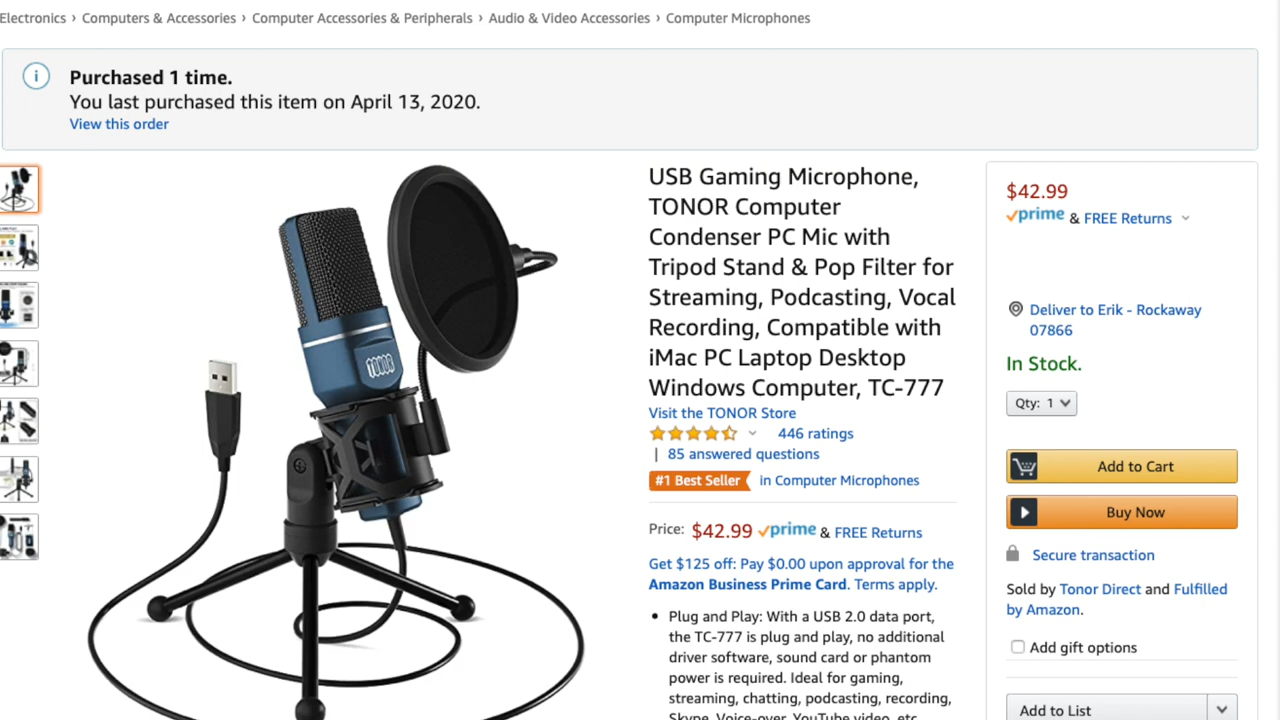 Electronics › Computers & Accessories › Computer Accessories & Peripherals › Audio & Video Accessories › Computer Microphones
Purchased 1 time.
You last purchased this item on April 13, 2020.
View this order
TONOR
USB Gaming Microphone,
TONOR Computer
Condenser PC Mic with
Tripod Stand & Pop Filter for
Streaming, Podcasting, Vocal
Recording, Compatible with
iMac PC Laptop Desktop
Windows Computer, TC-777
Visit the TONOR Store
446 ratings
| 85 answered questions
#1 Best Seller in Computer Microphones
Price: $42.99 prime & FREE Returns
Get $125 off: Pay $0.00 upon approval for the
Amazon Business Prime Card. Terms apply.
• Plug and Play: With a USB 2.0 data port,
the TC-777 is plug and play, no additional
driver software, sound card or phantom
power is required. Ideal for gaming,
streaming, chatting, podcasting, recording,
Skype, Voice-over, YouTube video, etc.
$42.99
prime & FREE Returns
Deliver to Erik - Rockaway
07866
In Stock.
Qty: 1
Add to Cart
Buy Now
Secure transaction
Sold by Tonor Direct and Fulfilled
by Amazon.
Add gift options
Add to List